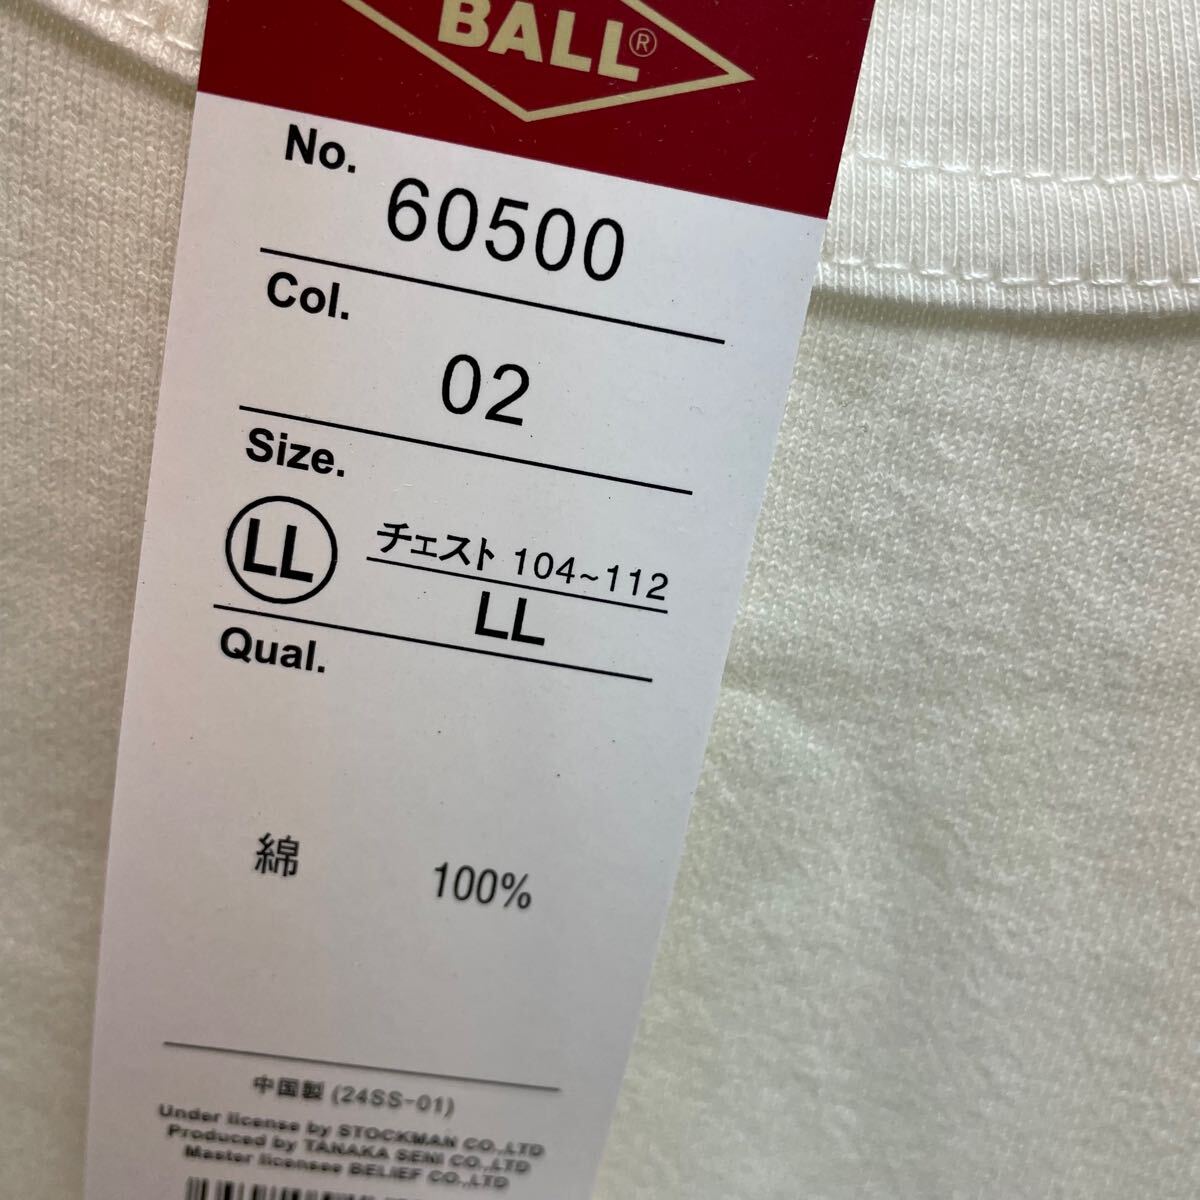 BALL®
No.
60500
Col.
02
Size.
LL チェスト 104~112
LL
Qual.
綿 100%
中国製 (24SS-01)
Under license by STOCKMAN CO.,LTD
Produced by TANAKA SENI CO.,LTD
Master licensee BELIEF CO.,LTD